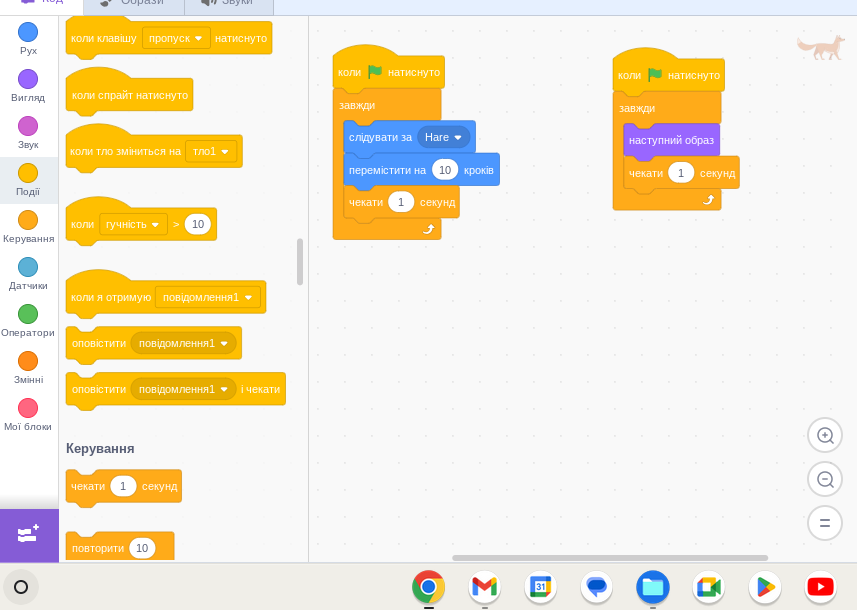 Код
Образи
Звуки
Рух
Вигляд
Звук
Події
Керування
Датчики
Оператори
Змінні
Мої блоки
коли клавішу пропуск натиснуто
коли спрайт натиснуто
коли тло зміниться на тло1
коли гучність > 10
коли я отримую повідомлення1
оповістити повідомлення1
оповістити повідомлення1 і чекати
Керування
чекати 1 секунд
повторити 10
коли натиснуто
завжди
слідувати за Hare
перемістити на 10 кроків
чекати 1 секунд
коли натиснуто
завжди
наступний образ
чекати 1 секунд
31